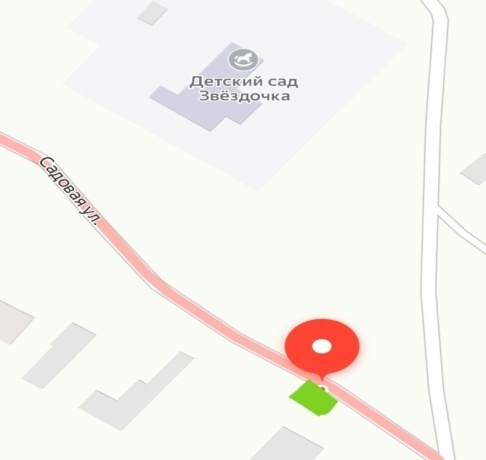 Детский сад
Звёздочка
Садовая ул.